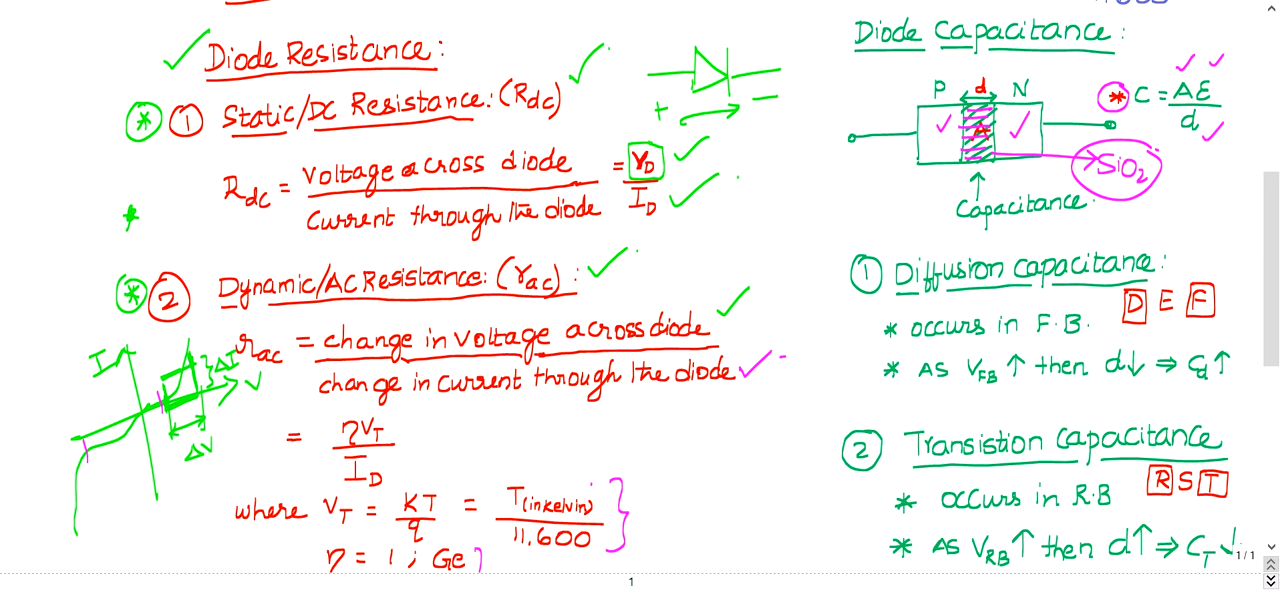 Diode Resistance:
① Static/DC Resistance: (Rdc)
+ −
Rdc = Voltage across diode / Current through the diode = VD / ID
② Dynamic/AC Resistance: (rac) :
rac = change in voltage across diode / change in current through the diode
I ΔI
ΔV
= ηVT / ID
where VT = KT / q = T(in kelvin) / 11,600
η = 1 ; Ge
Diode Capacitance:
P d N
* C = Aε / d
A
SiO2
Capacitance
① Diffusion capacitance:
D E F
* occurs in F.B.
* As VFB ↑ then d↓ ⇒ Cd ↑
② Transistion capacitance
R S T
* occurs in R.B
* As VRB ↑ then d↑ ⇒ CT ↓
1 / 1
1